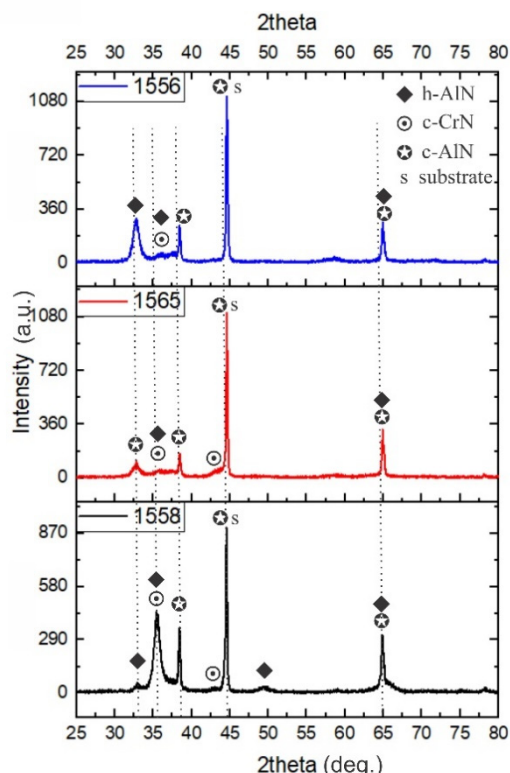 2theta
25 30 35 40 45 50 55 60 65 70 75 80
1556
s
h-AlN
c-CrN
c-AlN
s substrate
1080
720
360
0
1565
s
1080
720
360
0
Intensity (a.u.)
1558
s
870
580
290
0
25 30 35 40 45 50 55 60 65 70 75 80
2theta (deg.)